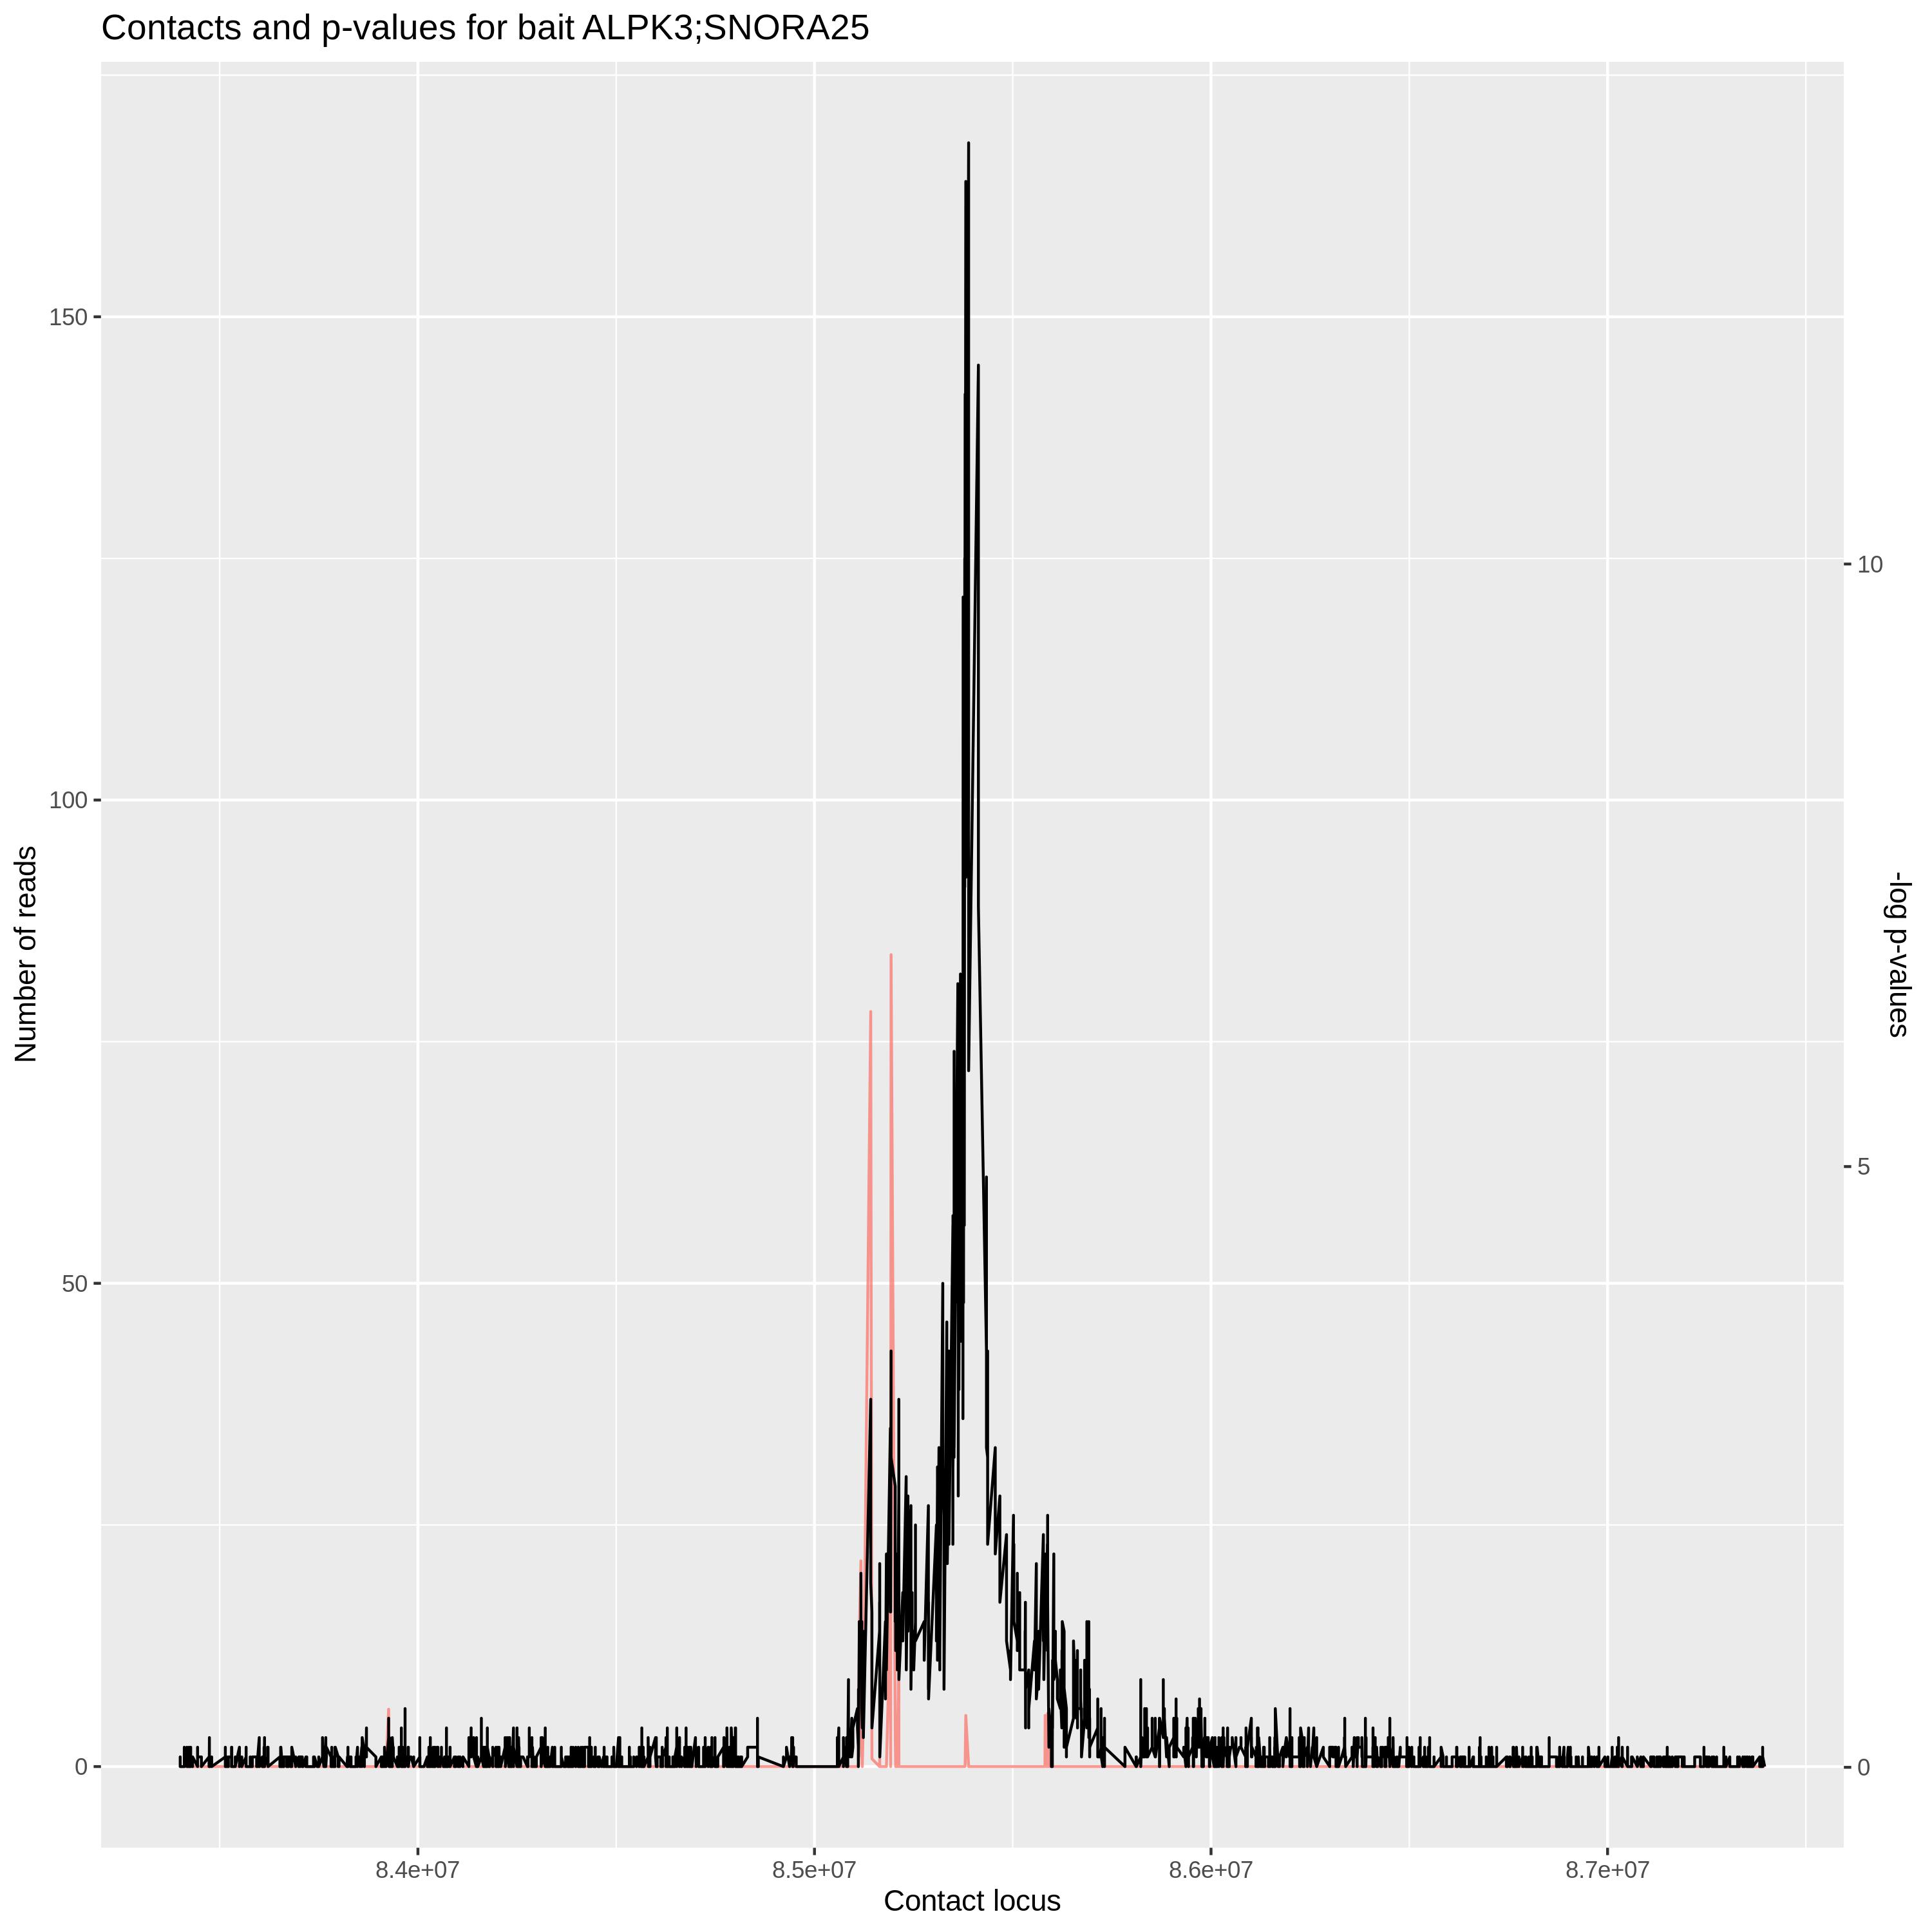 Contacts and p-values for bait ALPK3;SNORA25
150
100
50
0
Number of reads
10
5
0
-log p-values
8.4e+07 8.5e+07 8.6e+07 8.7e+07
Contact locus